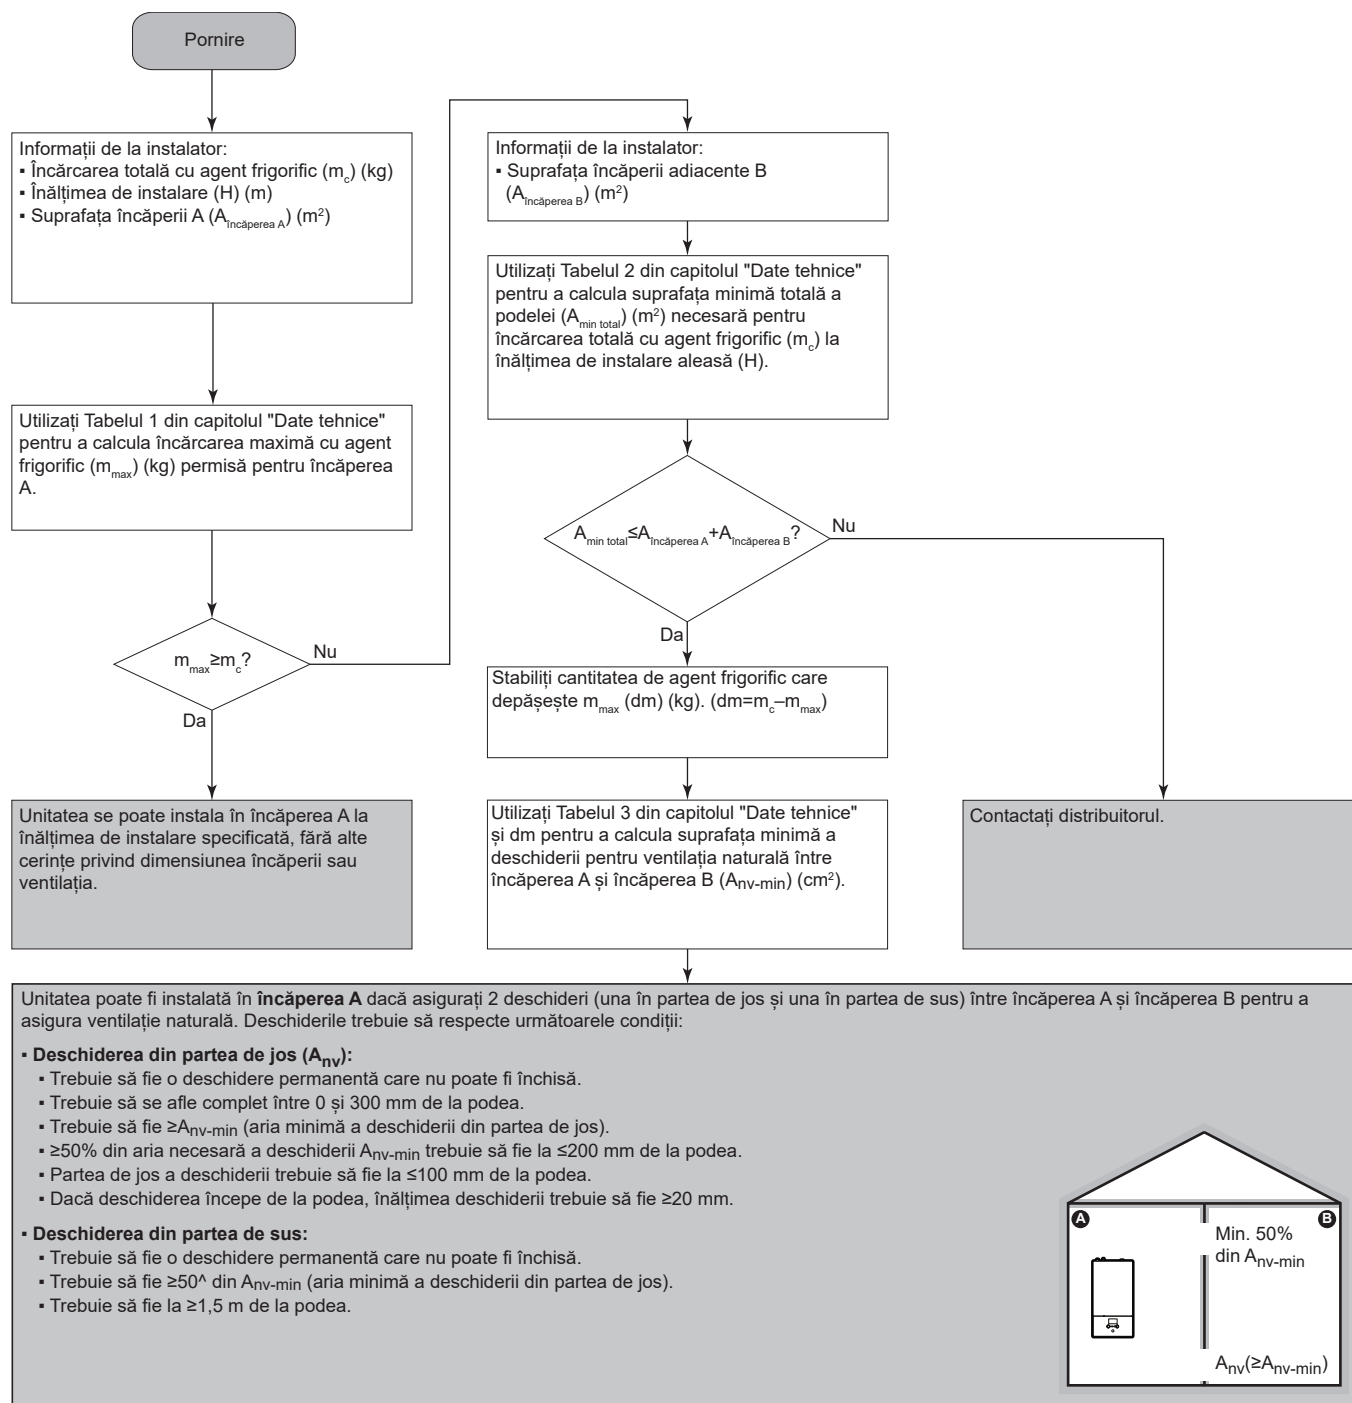 Pornire
Informații de la instalator:
▪ Încărcarea totală cu agent frigorific (mc) (kg)
▪ Înălțimea de instalare (H) (m)
▪ Suprafața încăperii A (Aîncăperea A) (m²)
Utilizați Tabelul 1 din capitolul "Date tehnice"
pentru a calcula încărcarea maximă cu agent
frigorific (mmax) (kg) permisă pentru încăperea
A.
mmax≥mc?
Nu
Da
Unitatea se poate instala în încăperea A la
înălțimea de instalare specificată, fără alte
cerințe privind dimensiunea încăperii sau
ventilația.
Informații de la instalator:
▪ Suprafața încăperii adiacente B
(Aîncăperea B) (m²)
Utilizați Tabelul 2 din capitolul "Date tehnice"
pentru a calcula suprafața minimă totală a
podelei (Amin total) (m²) necesară pentru
încărcarea totală cu agent frigorific (mc) la
înălțimea de instalare aleasă (H).
Amin total≤Aîncăperea A+Aîncăperea B?
Nu
Da
Stabiliți cantitatea de agent frigorific care
depășește mmax (dm) (kg). (dm=mc–mmax)
Utilizați Tabelul 3 din capitolul "Date tehnice"
și dm pentru a calcula suprafața minimă a
deschiderii pentru ventilația naturală între
încăperea A și încăperea B (Anv-min) (cm²).
Contactați distribuitorul.
Unitatea poate fi instalată în încăperea A dacă asigurați 2 deschideri (una în partea de jos și una în partea de sus) între încăperea A și încăperea B pentru a
asigura ventilație naturală. Deschiderile trebuie să respecte următoarele condiții:
▪ Deschiderea din partea de jos (Anv):
▪ Trebuie să fie o deschidere permanentă care nu poate fi închisă.
▪ Trebuie să se afle complet între 0 și 300 mm de la podea.
▪ Trebuie să fie ≥Anv-min (aria minimă a deschiderii din partea de jos).
▪ ≥50% din aria necesară a deschiderii Anv-min trebuie să fie la ≤200 mm de la podea.
▪ Partea de jos a deschiderii trebuie să fie la ≤100 mm de la podea.
▪ Dacă deschiderea începe de la podea, înălțimea deschiderii trebuie să fie ≥20 mm.
▪ Deschiderea din partea de sus:
▪ Trebuie să fie o deschidere permanentă care nu poate fi închisă.
▪ Trebuie să fie ≥50^ din Anv-min (aria minimă a deschiderii din partea de jos).
▪ Trebuie să fie la ≥1,5 m de la podea.
A
B
Min. 50%
din Anv-min
Anv(≥Anv-min)